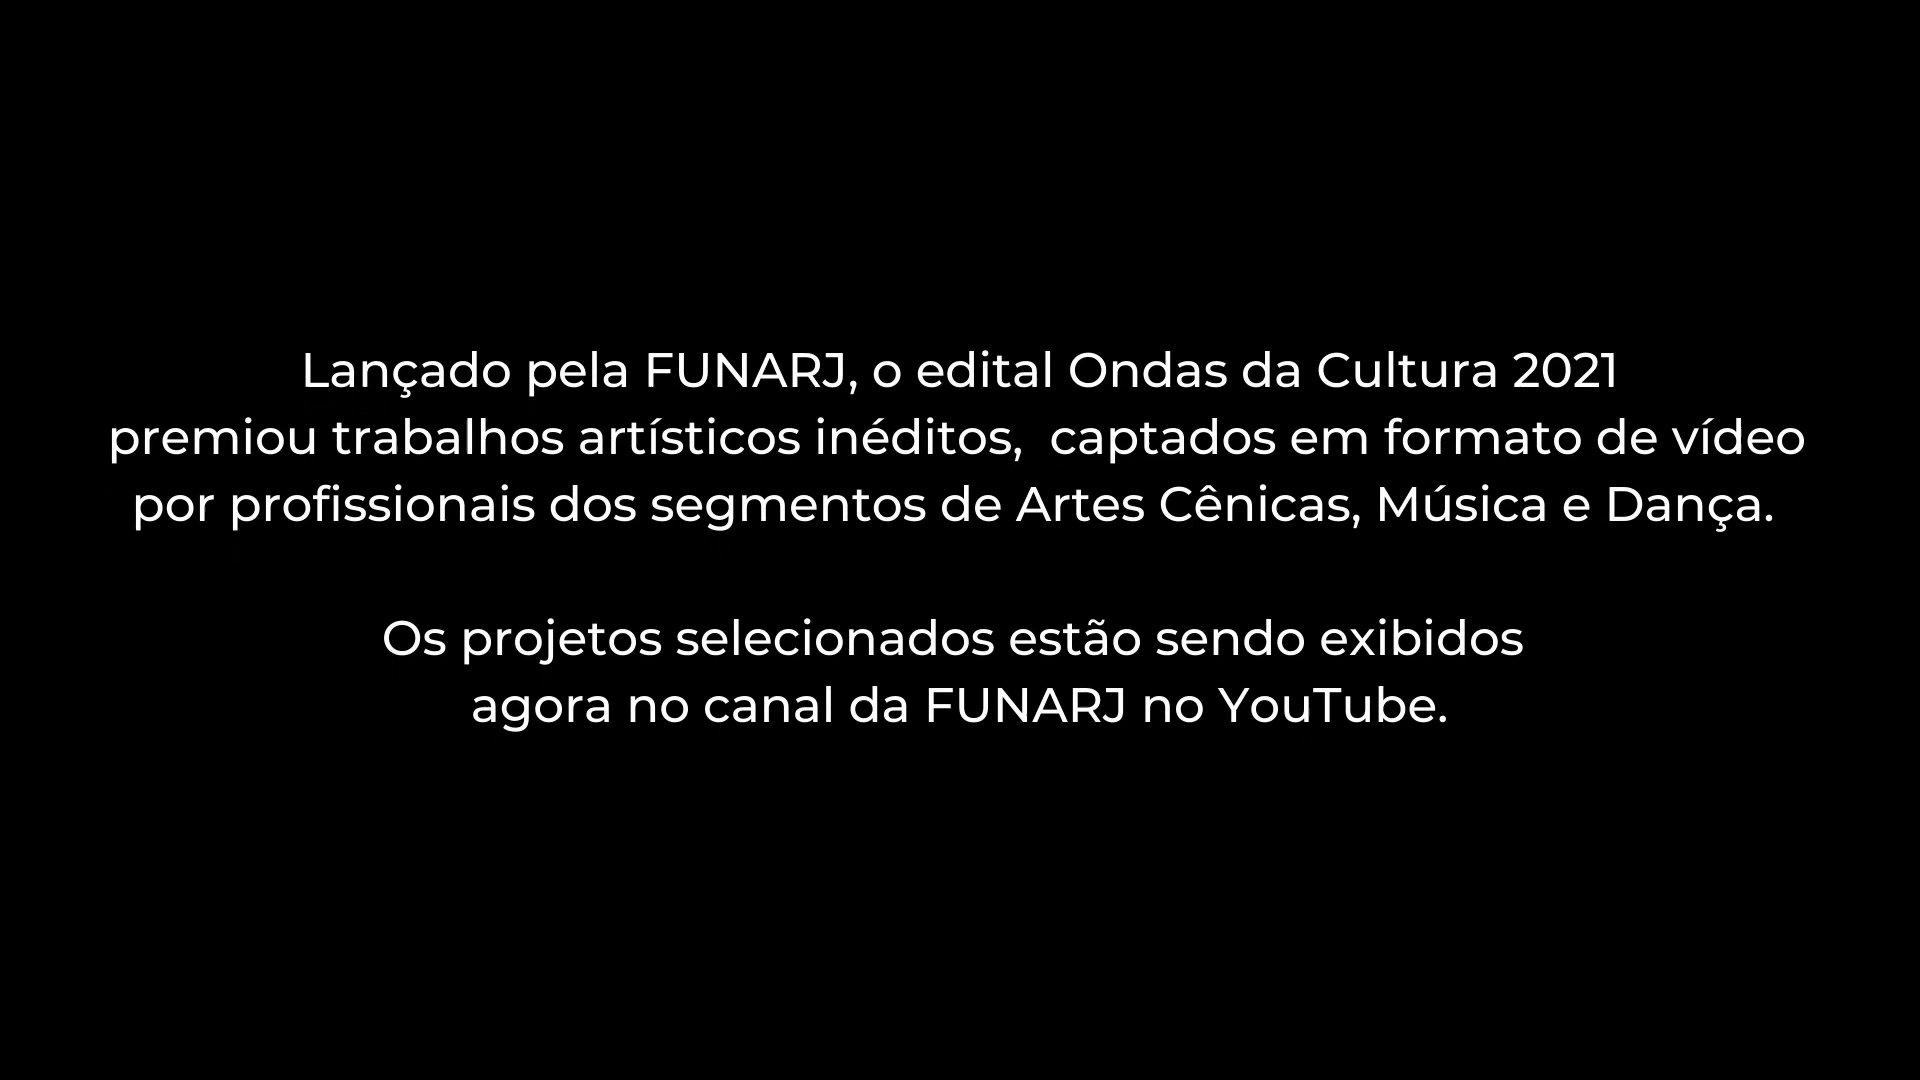 Lançado pela FUNARJ, o edital Ondas da Cultura 2021
premiou trabalhos artísticos inéditos,  captados em formato de vídeo
por profissionais dos segmentos de Artes Cênicas, Música e Dança.
Os projetos selecionados estão sendo exibidos
agora no canal da FUNARJ no YouTube.